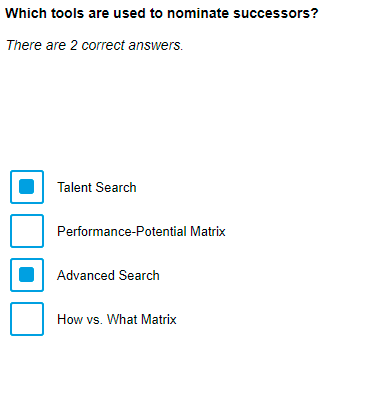 Which tools are used to nominate successors?
There are 2 correct answers.
Talent Search
Performance-Potential Matrix
Advanced Search
How vs. What Matrix